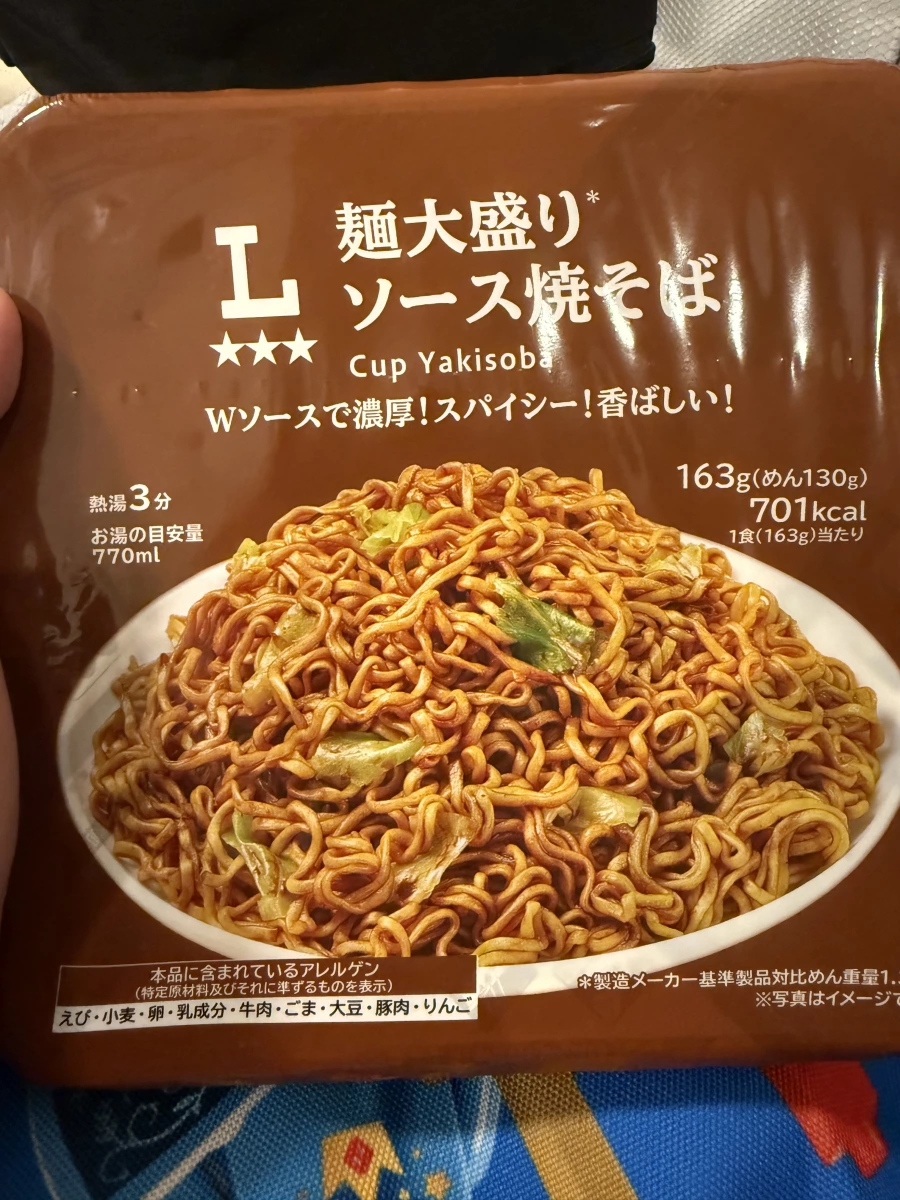 L
★★★
麺大盛り*
ソース焼そば
Cup Yakisoba
Wソースで濃厚!スパイシー!香ばしい!
熱湯3分
お湯の目安量
770ml
163g(めん130g)
701kcal
1食(163g)当たり
本品に含まれているアレルゲン
(特定原材料及びそれに準ずるものを表示)
えび・小麦・卵・乳成分・牛肉・ごま・大豆・豚肉・りんご
*製造メーカー基準製品対比めん重量1.
※写真はイメージで